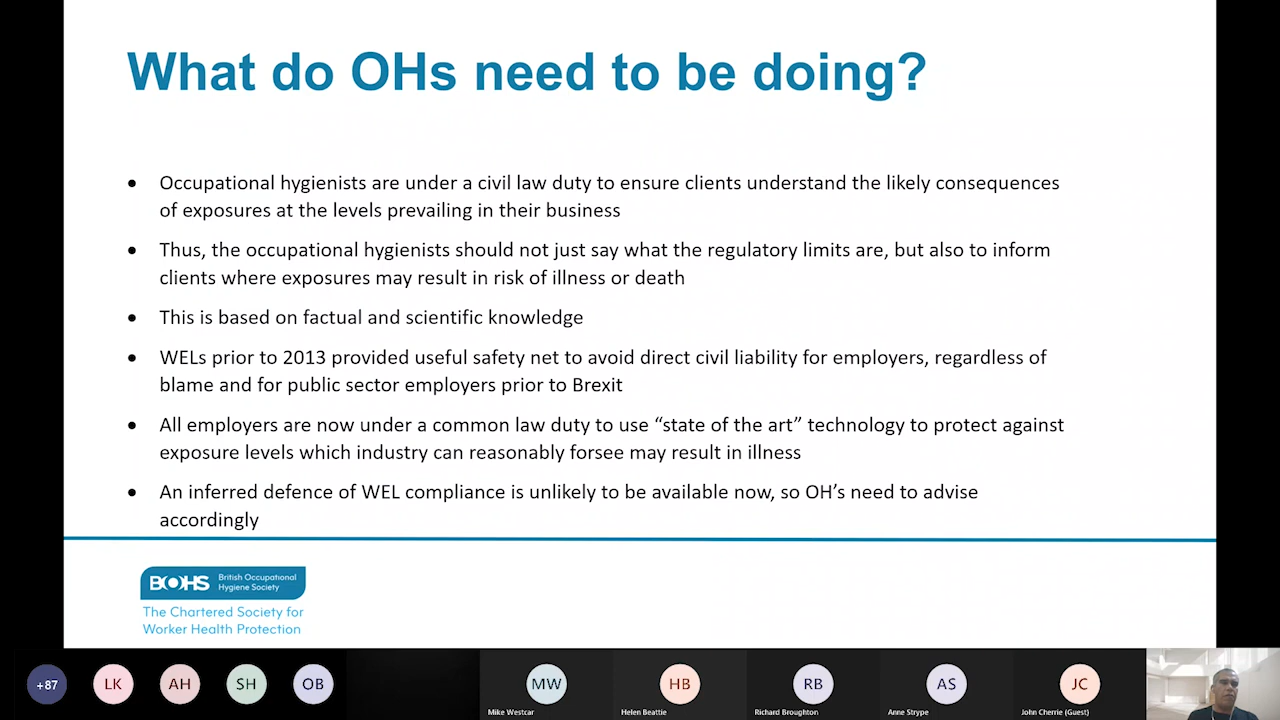 What do OHs need to be doing?
• Occupational hygienists are under a civil law duty to ensure clients understand the likely consequences
of exposures at the levels prevailing in their business
• Thus, the occupational hygienists should not just say what the regulatory limits are, but also to inform
clients where exposures may result in risk of illness or death
• This is based on factual and scientific knowledge
• WELs prior to 2013 provided useful safety net to avoid direct civil liability for employers, regardless of
blame and for public sector employers prior to Brexit
• All employers are now under a common law duty to use “state of the art” technology to protect against
exposure levels which industry can reasonably forsee may result in illness
• An inferred defence of WEL compliance is unlikely to be available now, so OH’s need to advise
accordingly
BOHS
British Occupational
Hygiene Society
The Chartered Society for
Worker Health Protection
+87 LK AH SH OB MW HB RB AS JC
Mike Westcar Helen Beattie Richard Broughton Anne Strype John Cherrie (Guest)